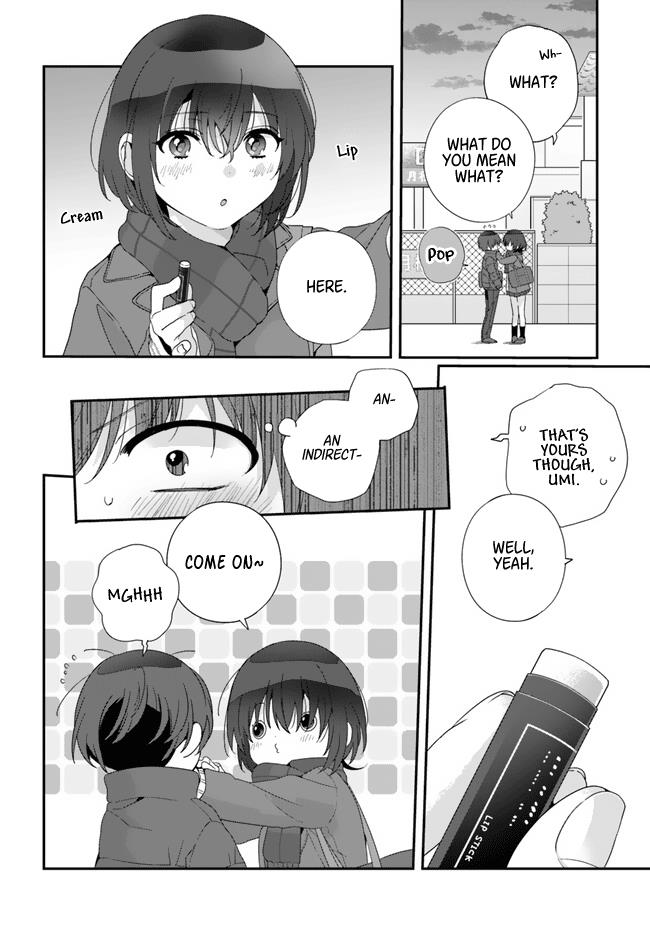 Wh-
WHAT?
WHAT DO
YOU MEAN
WHAT?
POP
Lip
Cream
HERE.
THAT'S
YOURS
THOUGH,
UMI.
WELL,
YEAH.
LIP STICK
AN-
AN
INDIRECT-
COME ON~
MGHHH